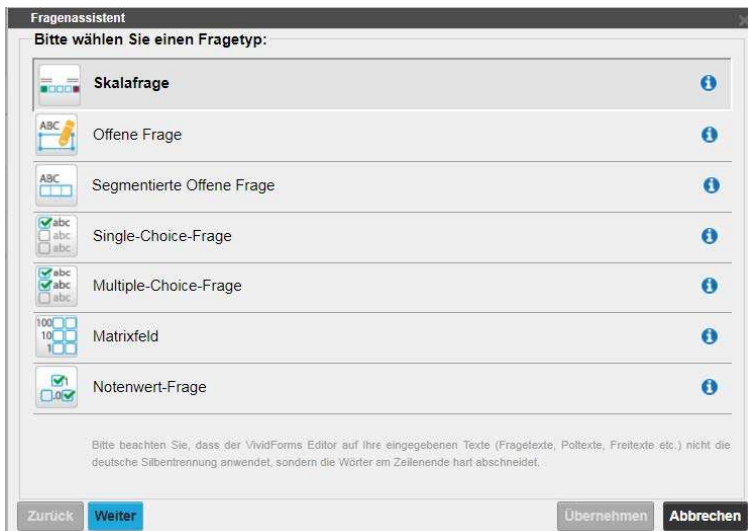 Fragenassistent
Bitte wählen Sie einen Fragetyp:
Skalafrage
ABC
Offene Frage
ABC
Segmentierte Offene Frage
abc
abc
abc
Single-Choice-Frage
abc
abc
abc
Multiple-Choice-Frage
100
10
1
Matrixfeld
1
.0
Notenwert-Frage
Bitte beachten Sie, dass der VividForms Editor auf Ihre eingegebenen Texte (Fragetexte, Poltexte, Freitexte etc.) nicht die
deutsche Silbentrennung anwendet, sondern die Wörter am Zeilenende hart abschneidet.
Zurück Weiter Übernehmen Abbrechen